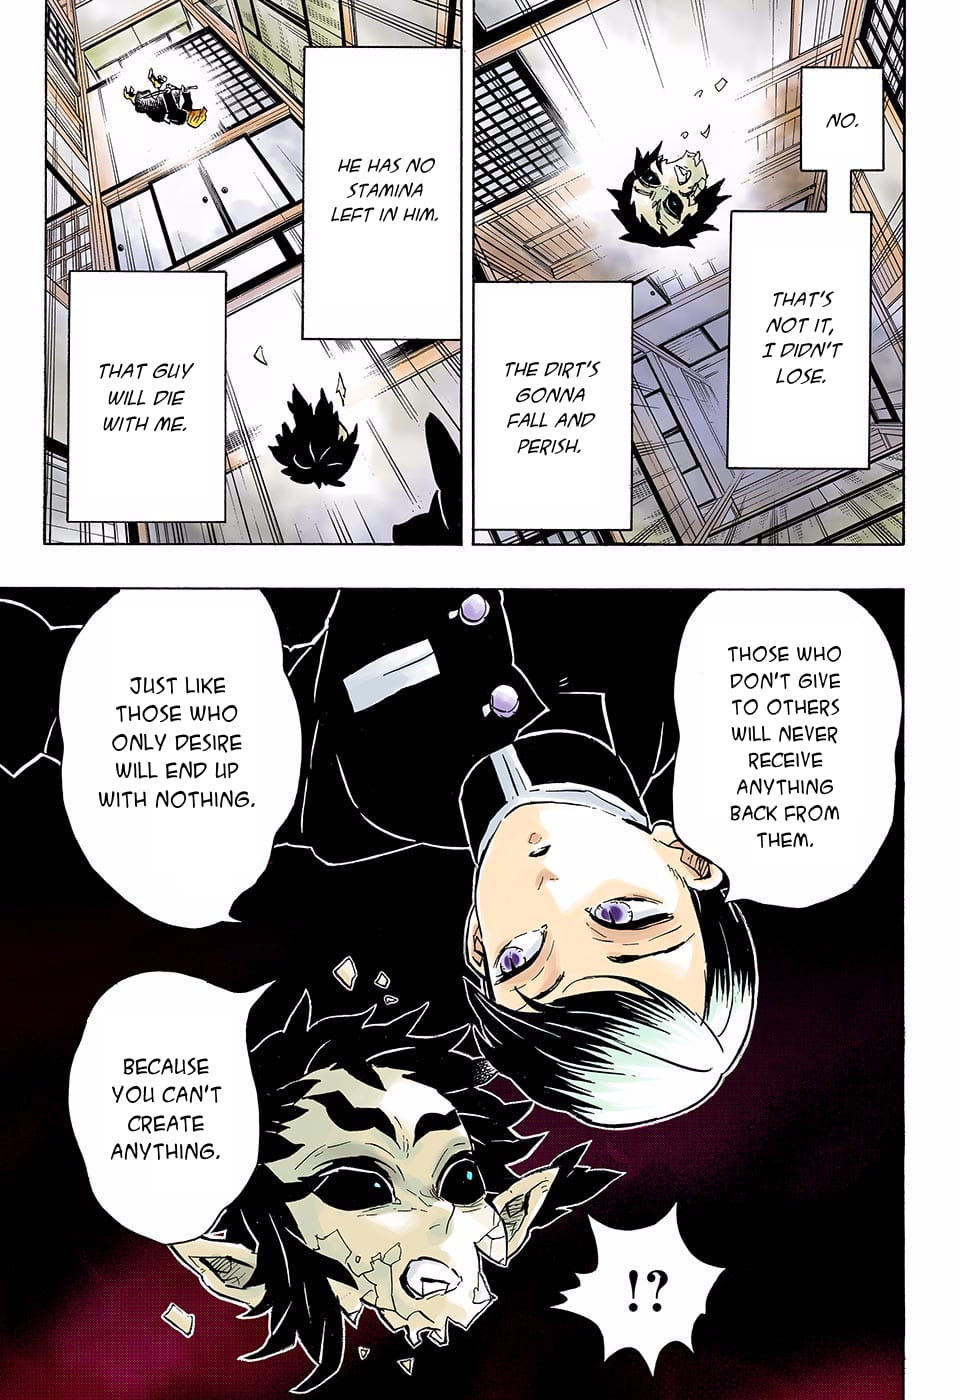 NO.
THAT'S
NOT IT,
I DIDN'T
LOSE.
THE DIRT'S
GONNA
FALL AND
PERISH.
HE HAS NO
STAMINA
LEFT IN HIM.
THAT GUY
WILL DIE
WITH ME.
THOSE WHO
DON'T GIVE
TO OTHERS
WILL NEVER
RECEIVE
ANYTHING
BACK FROM
THEM.
JUST LIKE
THOSE WHO
ONLY DESIRE
WILL END UP
WITH NOTHING.
BECAUSE
YOU CAN'T
CREATE
ANYTHING.
!?